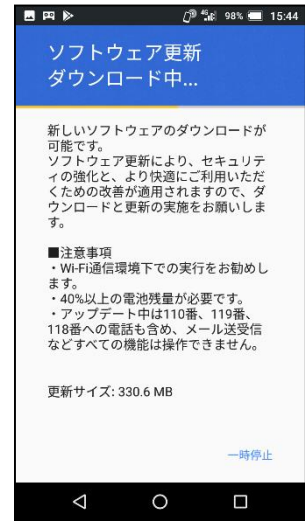 4G 98% 15:44
ソフトウェア更新
ダウンロード中...
新しいソフトウェアのダウンロードが
可能です。
ソフトウェア更新により、セキュリテ
ィの強化と、より快適にご利用いただ
くための改善が適用されますので、ダ
ウンロードと更新の実施をお願いしま
す。
■注意事項
・Wi-Fi通信環境下での実行をお勧めし
ます。
・40%以上の電池残量が必要です。
・アップデート中は110番、119番、
118番への電話も含め、メール送受信
などすべての機能は操作できません。
更新サイズ: 330.6 MB
一時停止